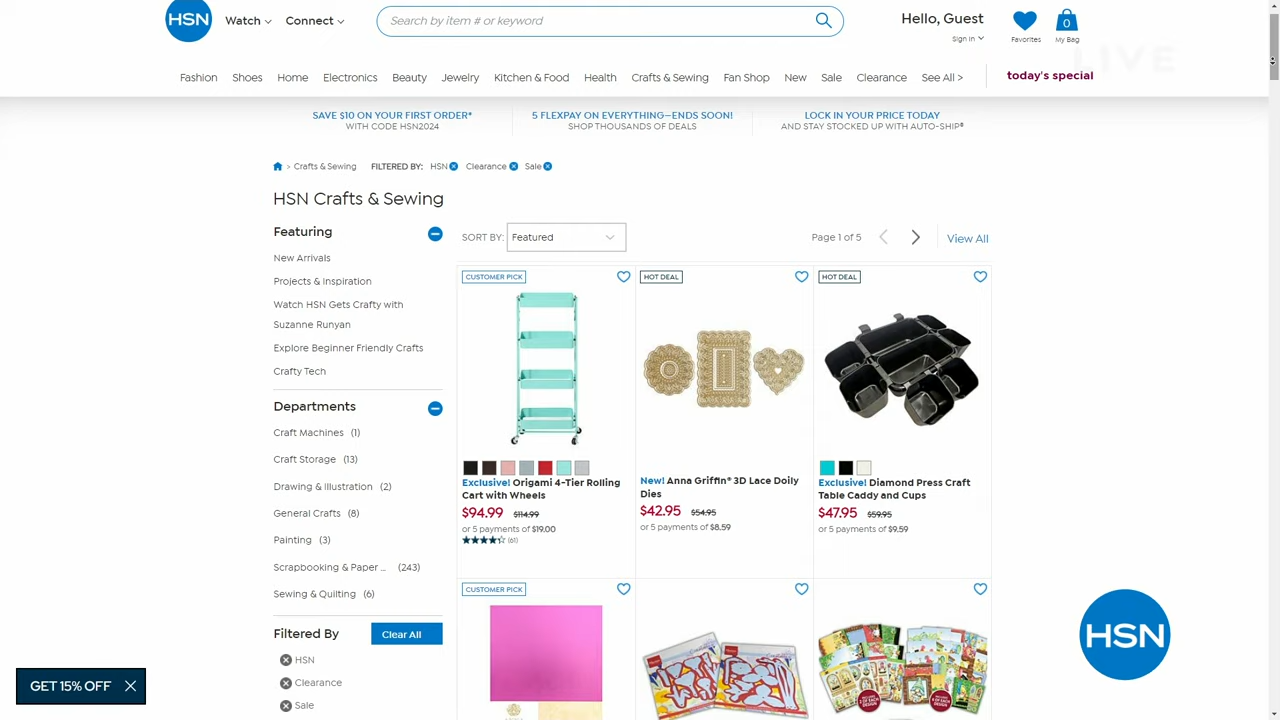 HSN
Watch
Connect
Search by item # or keyword
Hello, Guest
Sign In
Favorites
0
My Bag
LIVE
Fashion Shoes Home Electronics Beauty Jewelry Kitchen & Food Health Crafts & Sewing Fan Shop New Sale Clearance See All >
today's special
SAVE $10 ON YOUR FIRST ORDER*
WITH CODE HSN2024
5 FLEXPAY ON EVERYTHING—ENDS SOON!
SHOP THOUSANDS OF DEALS
LOCK IN YOUR PRICE TODAY
AND STAY STOCKED UP WITH AUTO-SHIP®
> Crafts & Sewing FILTERED BY: HSN Clearance Sale
HSN Crafts & Sewing
Featuring
New Arrivals
Projects & Inspiration
Watch HSN Gets Crafty with
Suzanne Runyan
Explore Beginner Friendly Crafts
Crafty Tech
Departments
Craft Machines (1)
Craft Storage (13)
Drawing & Illustration (2)
General Crafts (8)
Painting (3)
Scrapbooking & Paper ... (243)
Sewing & Quilting (6)
Filtered By
Clear All
HSN
Clearance
Sale
SORT BY: Featured
Page 1 of 5
View All
CUSTOMER PICK
Exclusive! Origami 4-Tier Rolling
Cart with Wheels
$94.99 $114.99
or 5 payments of $19.00
(61)
HOT DEAL
New! Anna Griffin® 3D Lace Doily
Dies
$42.95 $54.95
or 5 payments of $8.59
HOT DEAL
Exclusive! Diamond Press Craft
Table Caddy and Cups
$47.95 $59.95
or 5 payments of $9.59
CUSTOMER PICK
GET 15% OFF
HSN